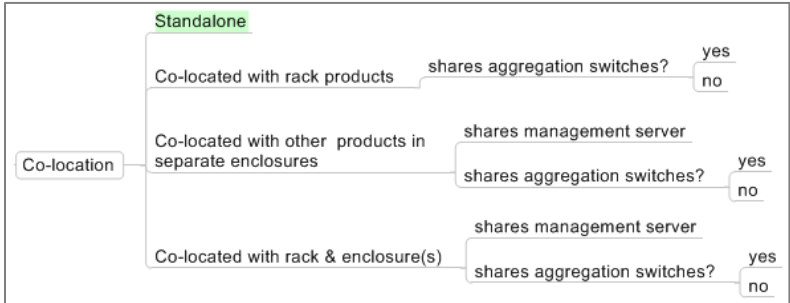 Standalone
Co-located with rack products
shares aggregation switches?
yes
no
Co-location
Co-located with other products in
separate enclosures
shares management server
shares aggregation switches?
yes
no
Co-located with rack & enclosure(s)
shares management server
shares aggregation switches?
yes
no